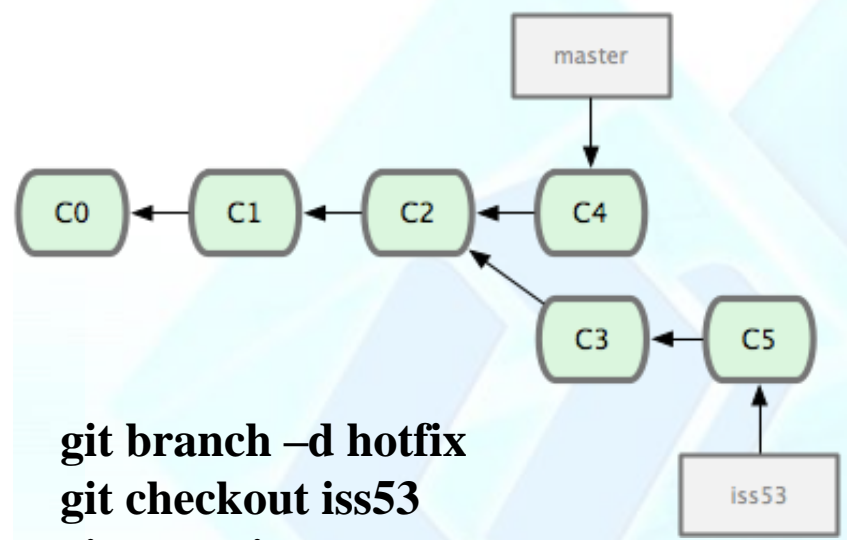 master
C0 C1 C2 C4
C3 C5
git branch –d hotfix
git checkout iss53
iss53